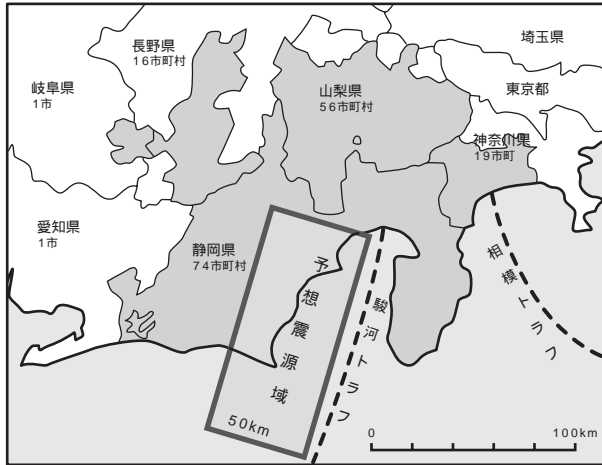 長野県
16市町村
埼玉県
岐阜県
1市
山梨県
56市町村
東京都
神奈川県
19市町
愛知県
1市
静岡県
74市町村
予想震源域
駿河トラフ
相模トラフ
50km
0
100km